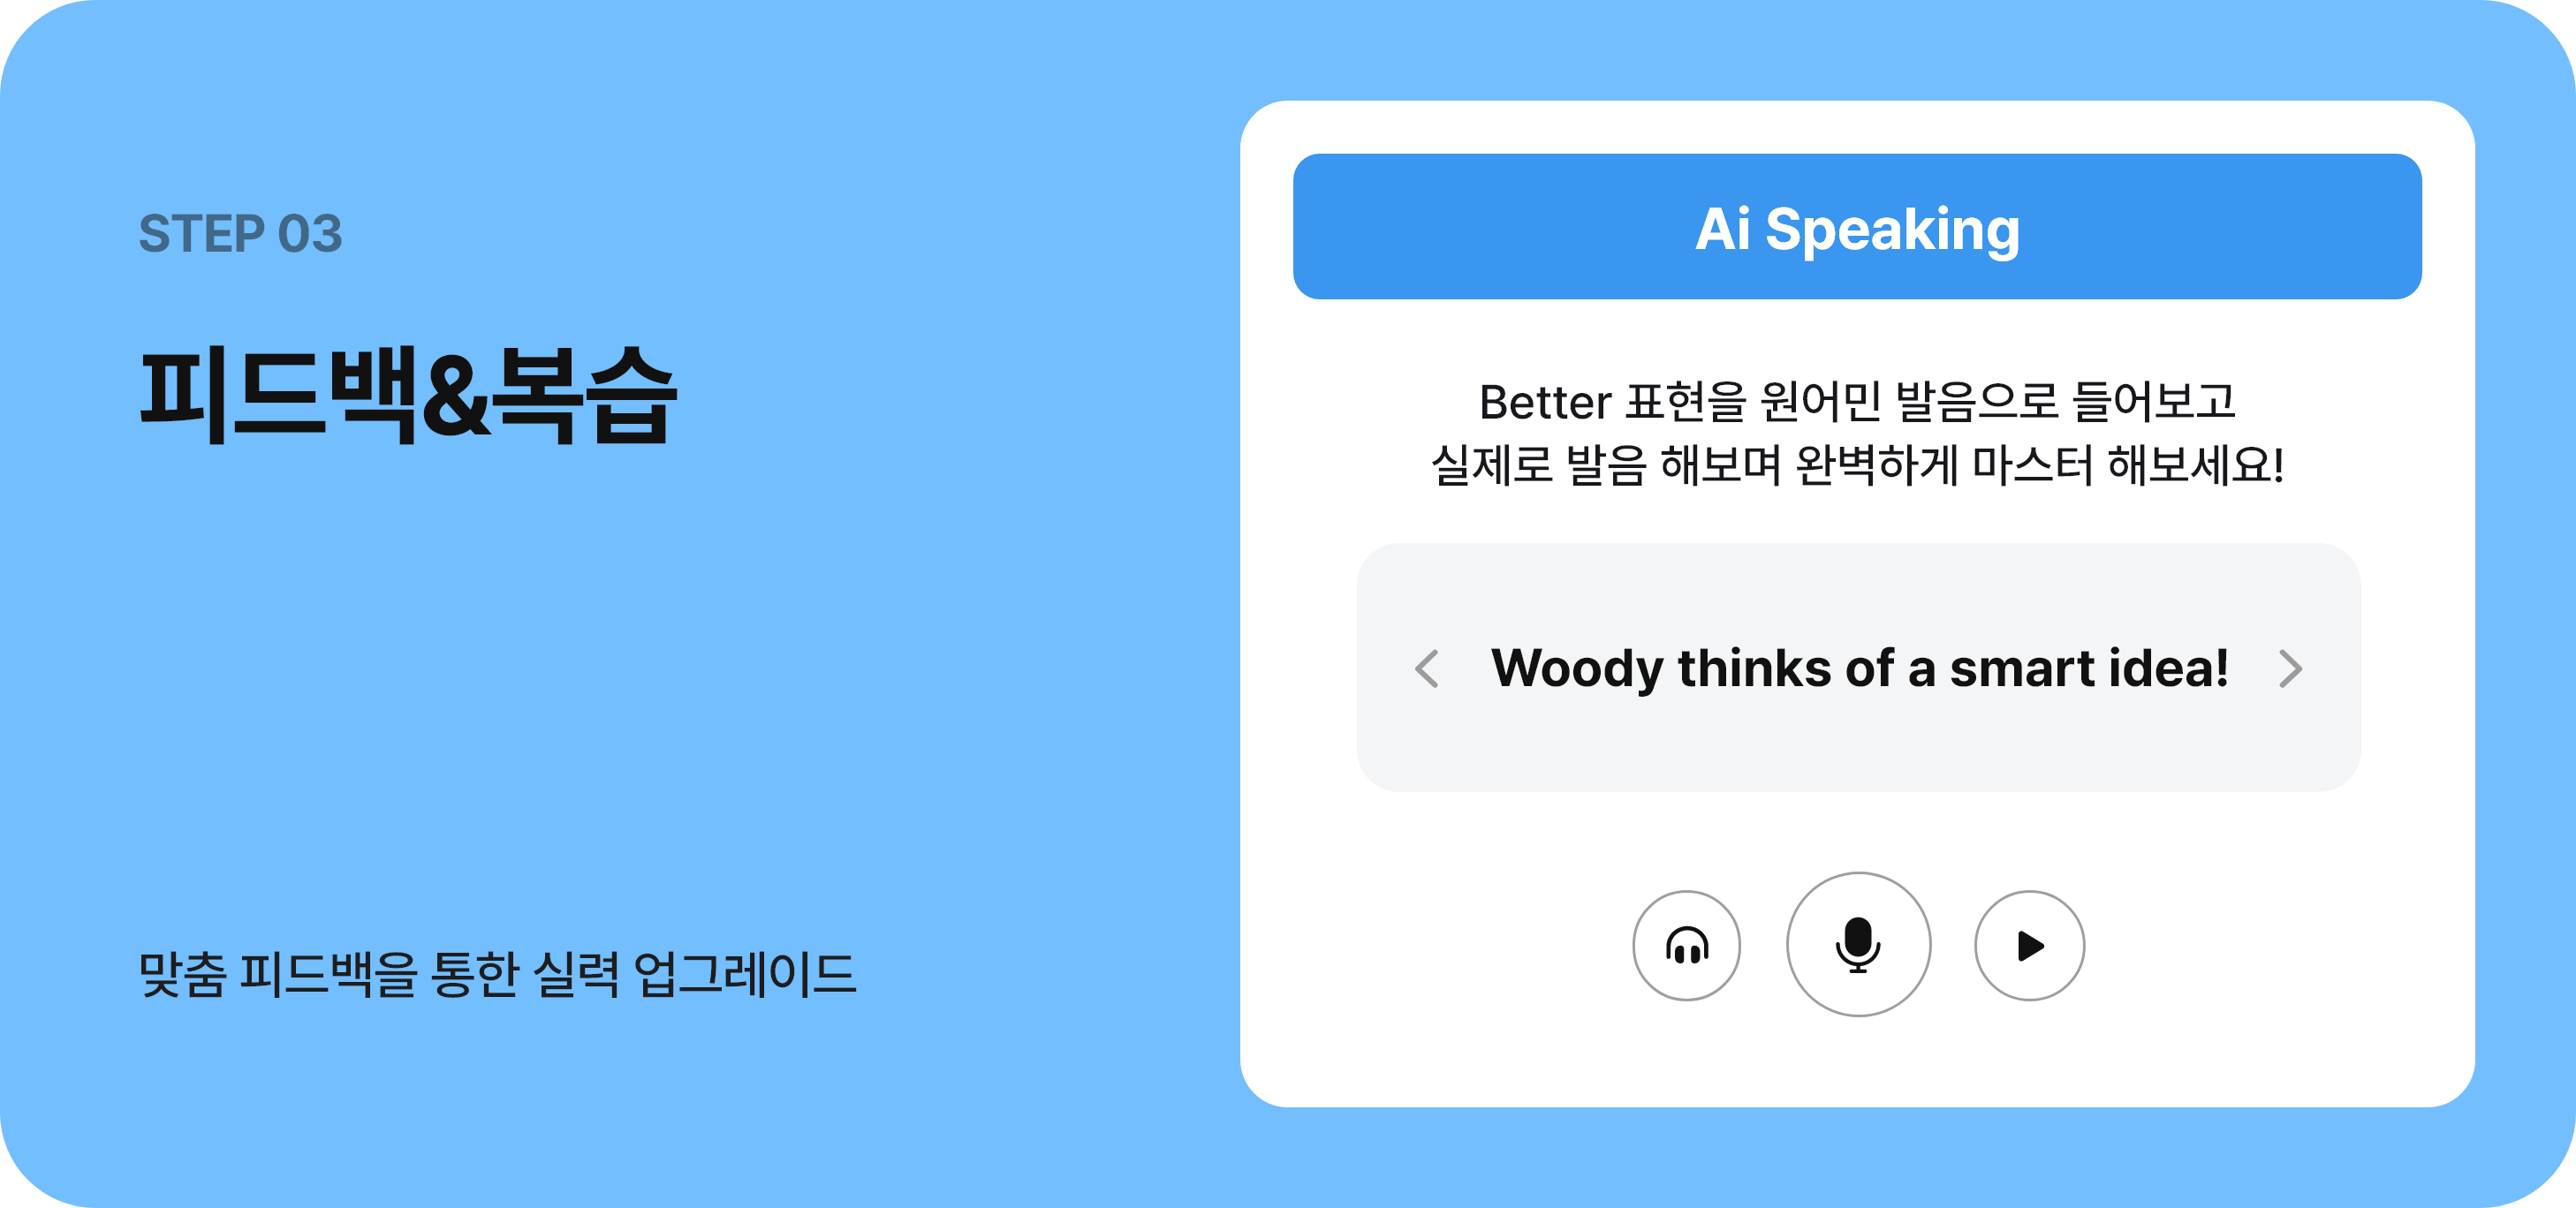 STEP 03
피드백&복습
맞춤 피드백을 통한 실력 업그레이드
Ai Speaking
Better 표현을 원어민 발음으로 들어보고
실제로 발음 해보며 완벽하게 마스터 해보세요!
Woody thinks of a smart idea!